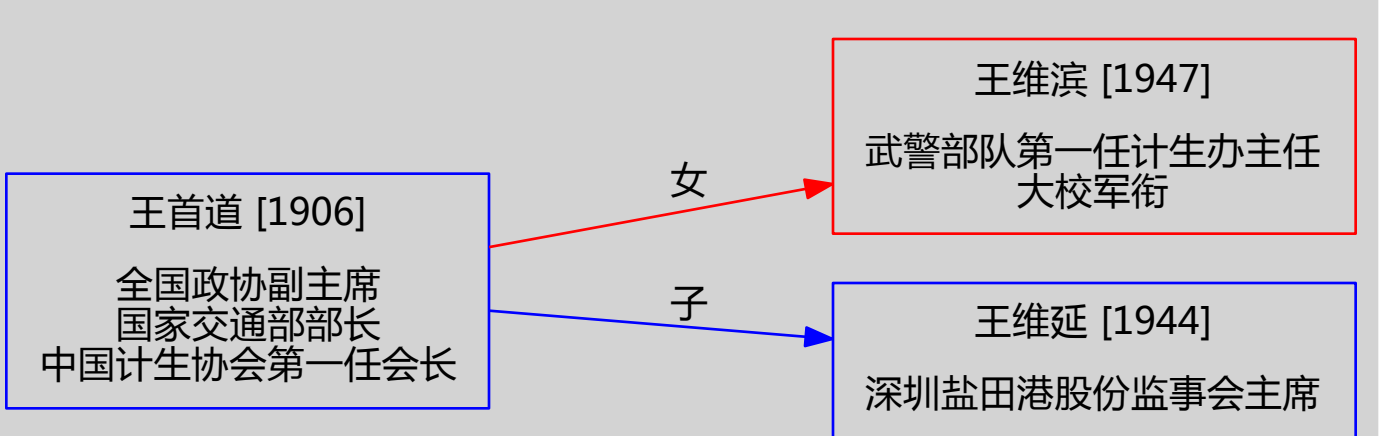 王首道 [1906]
全国政协副主席
国家交通部部长
中国计生协会第一任会长
女
王维滨 [1947]
武警部队第一任计生办主任
大校军衔
子
王维延 [1944]
深圳盐田港股份监事会主席